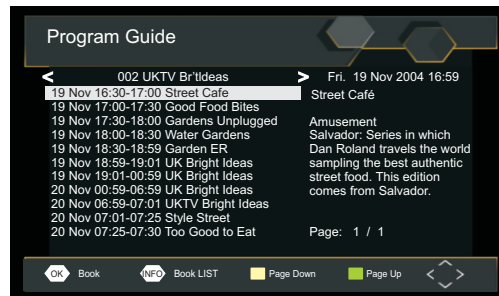 Program Guide
< 002 UKTV Br'tIdeas > Fri. 19 Nov 2004 16:59
19 Nov 16:30-17:00 Street Cafe
19 Nov 17:00-17:30 Good Food Bites
19 Nov 17:30-18:00 Gardens Unplugged
19 Nov 18:00-18:30 Water Gardens
19 Nov 18:30-18:59 Garden ER
19 Nov 18:59-19:01 UK Bright Ideas
19 Nov 19:01-00:59 UK Bright Ideas
20 Nov 00:59-06:59 UK Bright Ideas
20 Nov 06:59-07:01 UKTV Bright Ideas
20 Nov 07:01-07:25 Style Street
20 Nov 07:25-07:30 Too Good to Eat
Street Café
Amusement
Salvador: Series in which
Dan Roland travels the world
sampling the best authentic
street food. This edition
comes from Salvador.
Page: 1 / 1
OK Book INFO Book LIST Page Down Page Up